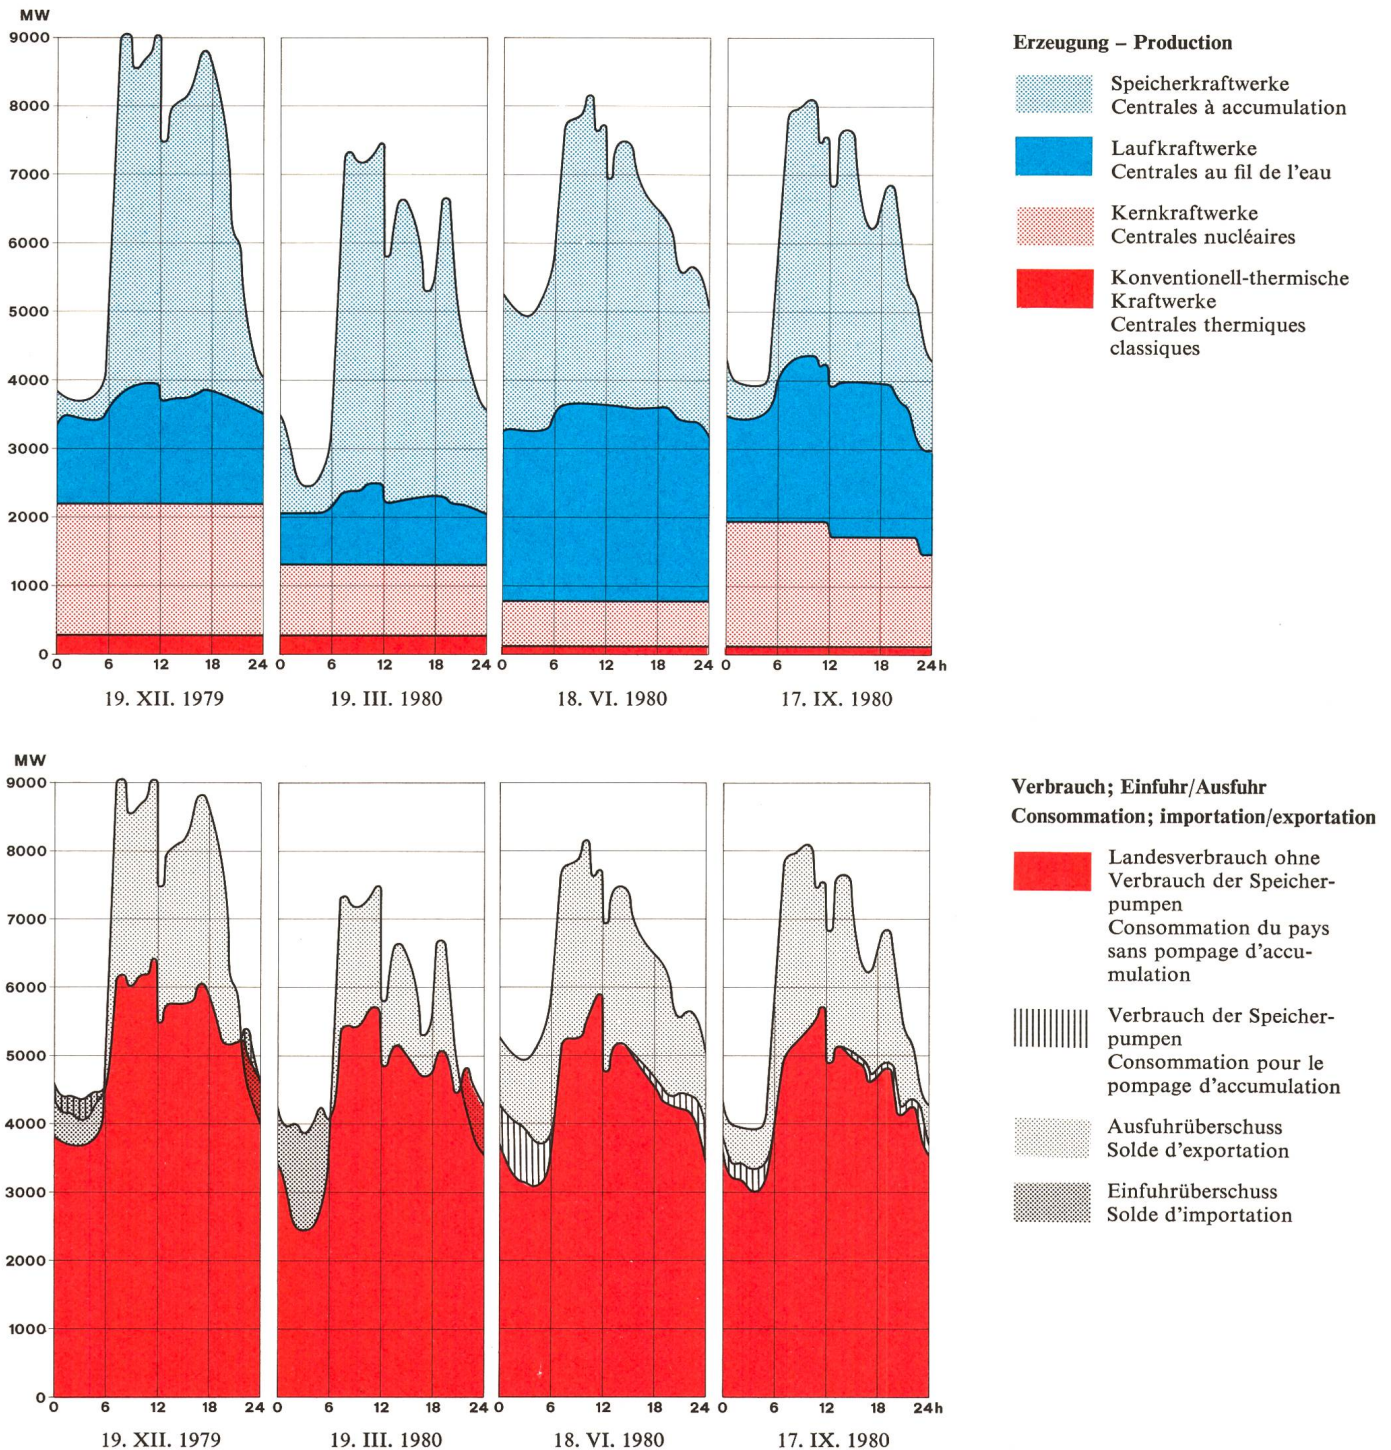 MW
9000
8000
7000
6000
5000
4000
3000
2000
1000
0
0 6 12 18 24
0 6 12 18 24
0 6 12 18 24
0 6 12 18 24 h
19. XII. 1979
19. III. 1980
18. VI. 1980
17. IX. 1980
Erzeugung – Production
Speicherkraftwerke
Centrales à accumulation
Laufkraftwerke
Centrales au fil de l'eau
Kernkraftwerke
Centrales nucléaires
Konventionell-thermische
Kraftwerke
Centrales thermiques
classiques
MW
9000
8000
7000
6000
5000
4000
3000
2000
1000
0
0 6 12 18 24
0 6 12 18 24
0 6 12 18 24
0 6 12 18 24 h
19. XII. 1979
19. III. 1980
18. VI. 1980
17. IX. 1980
Verbrauch; Einfuhr/Ausfuhr
Consommation; importation/exportation
Landesverbrauch ohne
Verbrauch der Speicher-
pumpen
Consommation du pays
sans pompage d'accu-
mulation
Verbrauch der Speicher-
pumpen
Consommation pour le
pompage d'accumulation
Ausfuhrüberschuss
Solde d'exportation
Einfuhrüberschuss
Solde d'importation